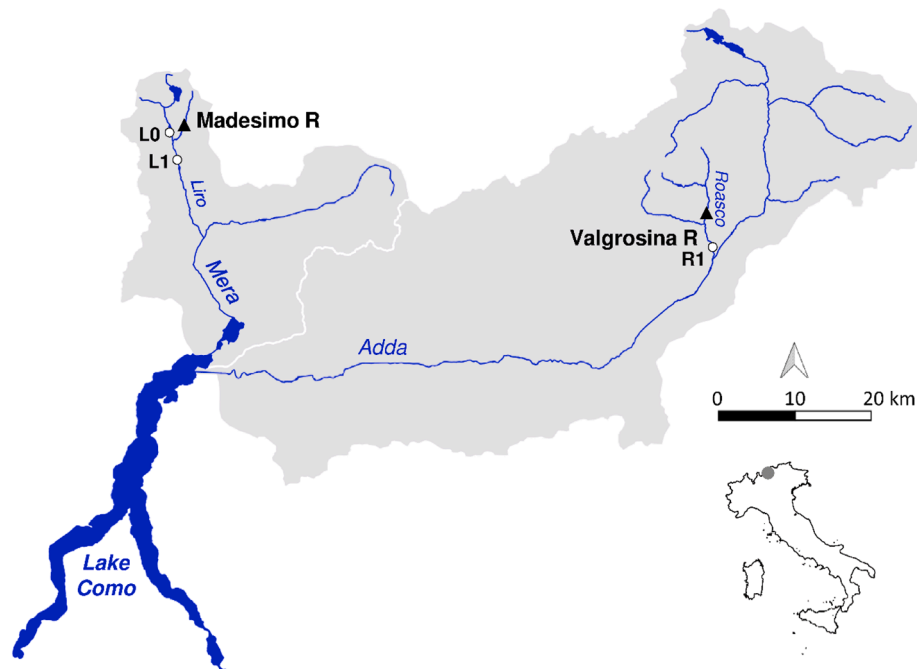 Madesimo R
L0
L1
Liro
Roasco
Valgrosina R
R1
Mera
Adda
0 10 20 km
Lake
Como